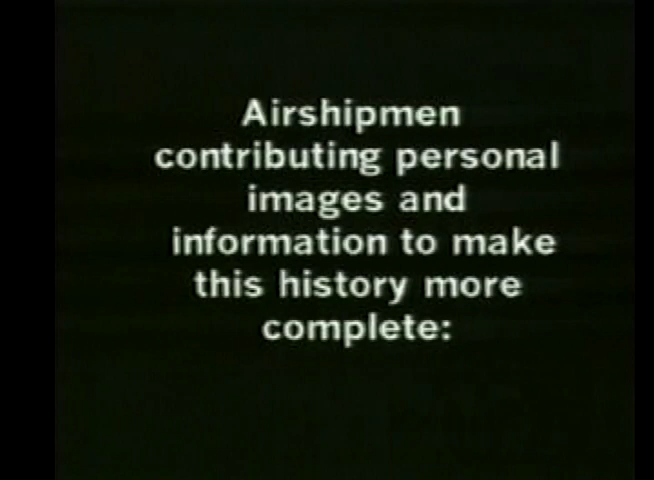 Airshipmen
contributing personal
images and
information to make
this history more
complete: